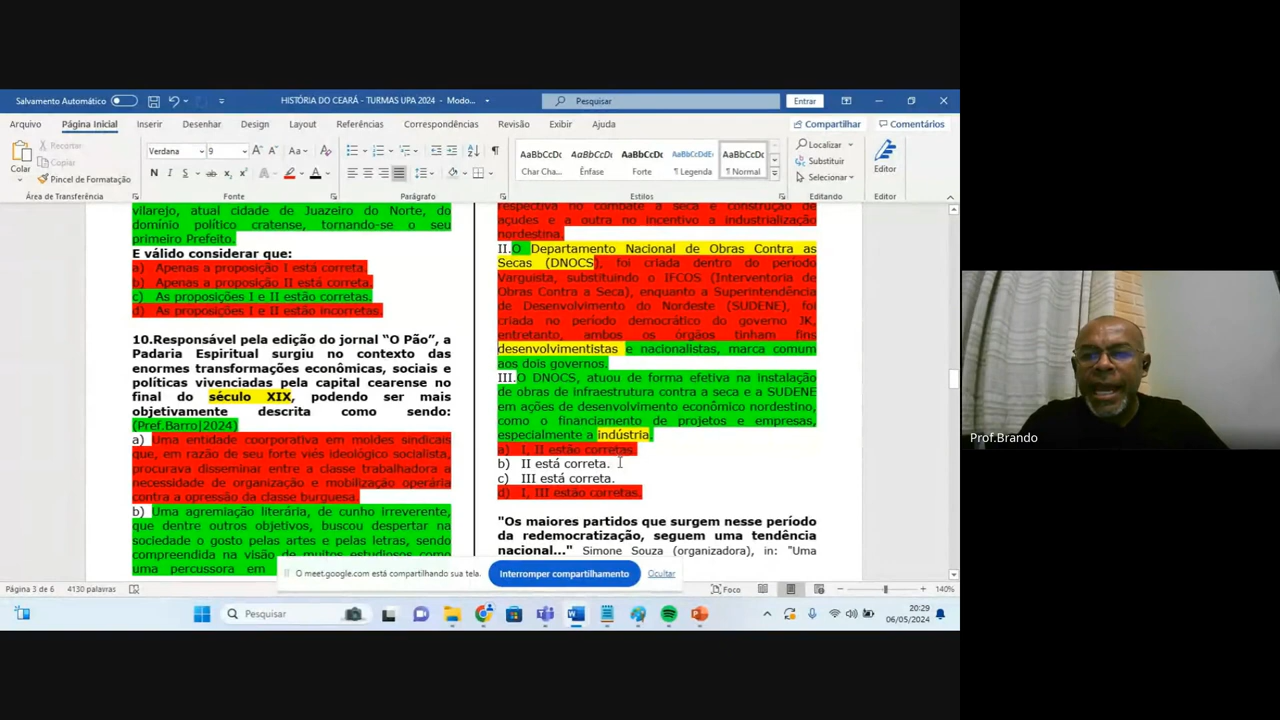 Salvamento Automático
HISTÓRIA DO CEARÁ - TURMAS UPA 2024 - Modo...
Pesquisar
Entrar
Arquivo
Página Inicial
Inserir
Desenhar
Design
Layout
Referências
Correspondências
Revisão
Exibir
Ajuda
Compartilhar
Comentários
Colar
Recortar
Copiar
Pincel de Formatação
Área de Transferência
Verdana
9
Fonte
Parágrafo
AaBbCcDc
Char Cha...
AaBbCcDc
Ênfase
AaBbCcDc
Forte
AaBbCcDdE
¶ Legenda
AaBbCcDc
¶ Normal
Estilos
Localizar
Substituir
Selecionar
Editando
Editor
Editor
vilarejo, atual cidade de Juazeiro do Norte, do
domínio político cratense, tornando-se o seu
primeiro Prefeito.
E válido considerar que:
a) Apenas a proposição I está correta.
b) Apenas a proposição II está correta.
c) As proposições I e II estão corretas.
d) As proposições I e II estão incorretas.
10.Responsável pela edição do jornal “O Pão”, a
Padaria Espiritual surgiu no contexto das
enormes transformações econômicas, sociais e
políticas vivenciadas pela capital cearense no
final do século XIX, podendo ser mais
objetivamente descrita como sendo:
(Pref.Barro|2024)
a) Uma entidade coorporativa em moldes sindicais
que, em razão de seu forte viés ideológico socialista,
procurava disseminar entre a classe trabalhadora a
necessidade de organização e mobilização operária
contra a opressão da classe burguesa.
b) Uma agremiação literária, de cunho irreverente,
que dentre outros objetivos, buscou despertar na
sociedade o gosto pelas artes e pelas letras, sendo
compreendida na visão de muitos estudiosos como
uma percussora em
respectiva no combate a seca e construção de
açudes e a outra no incentivo a industrialização
nordestina.
II.O Departamento Nacional de Obras Contra as
Secas (DNOCS), foi criada dentro do período
Varguista, substituindo o IFCOS (Interventoria de
Obras Contra a Seca), enquanto a Superintendência
de Desenvolvimento do Nordeste (SUDENE), foi
criada no período democrático do governo JK,
entretanto, ambos os órgãos tinham fins
desenvolvimentistas e nacionalistas, marca comum
aos dois governos.
III.O DNOCS, atuou de forma efetiva na instalação
de obras de infraestrutura contra a seca e a SUDENE
em ações de desenvolvimento econômico nordestino,
como o financiamento de projetos e empresas,
especialmente a indústria.
a) I, II estão corretas.
b) II está correta.
c) III está correta.
d) I, III estão corretas.
"Os maiores partidos que surgem nesse período
da redemocratização, seguem uma tendência
nacional..." Simone Souza (organizadora), in: "Uma
O meet.google.com está compartilhando sua tela.
Interromper compartilhamento
Ocultar
Página 3 de 6
4130 palavras
Foco
140%
Pesquisar
20:29
06/05/2024
Prof.Brando